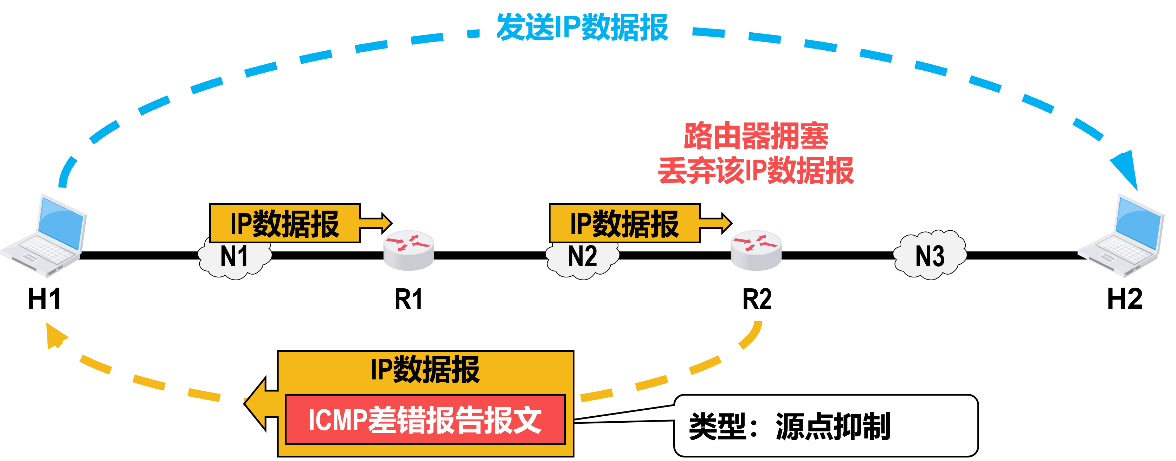 发送IP数据报
路由器拥塞
丢弃该IP数据报
IP数据报
IP数据报
N1
N2
N3
H1
R1
R2
H2
IP数据报
ICMP差错报告报文
类型：源点抑制